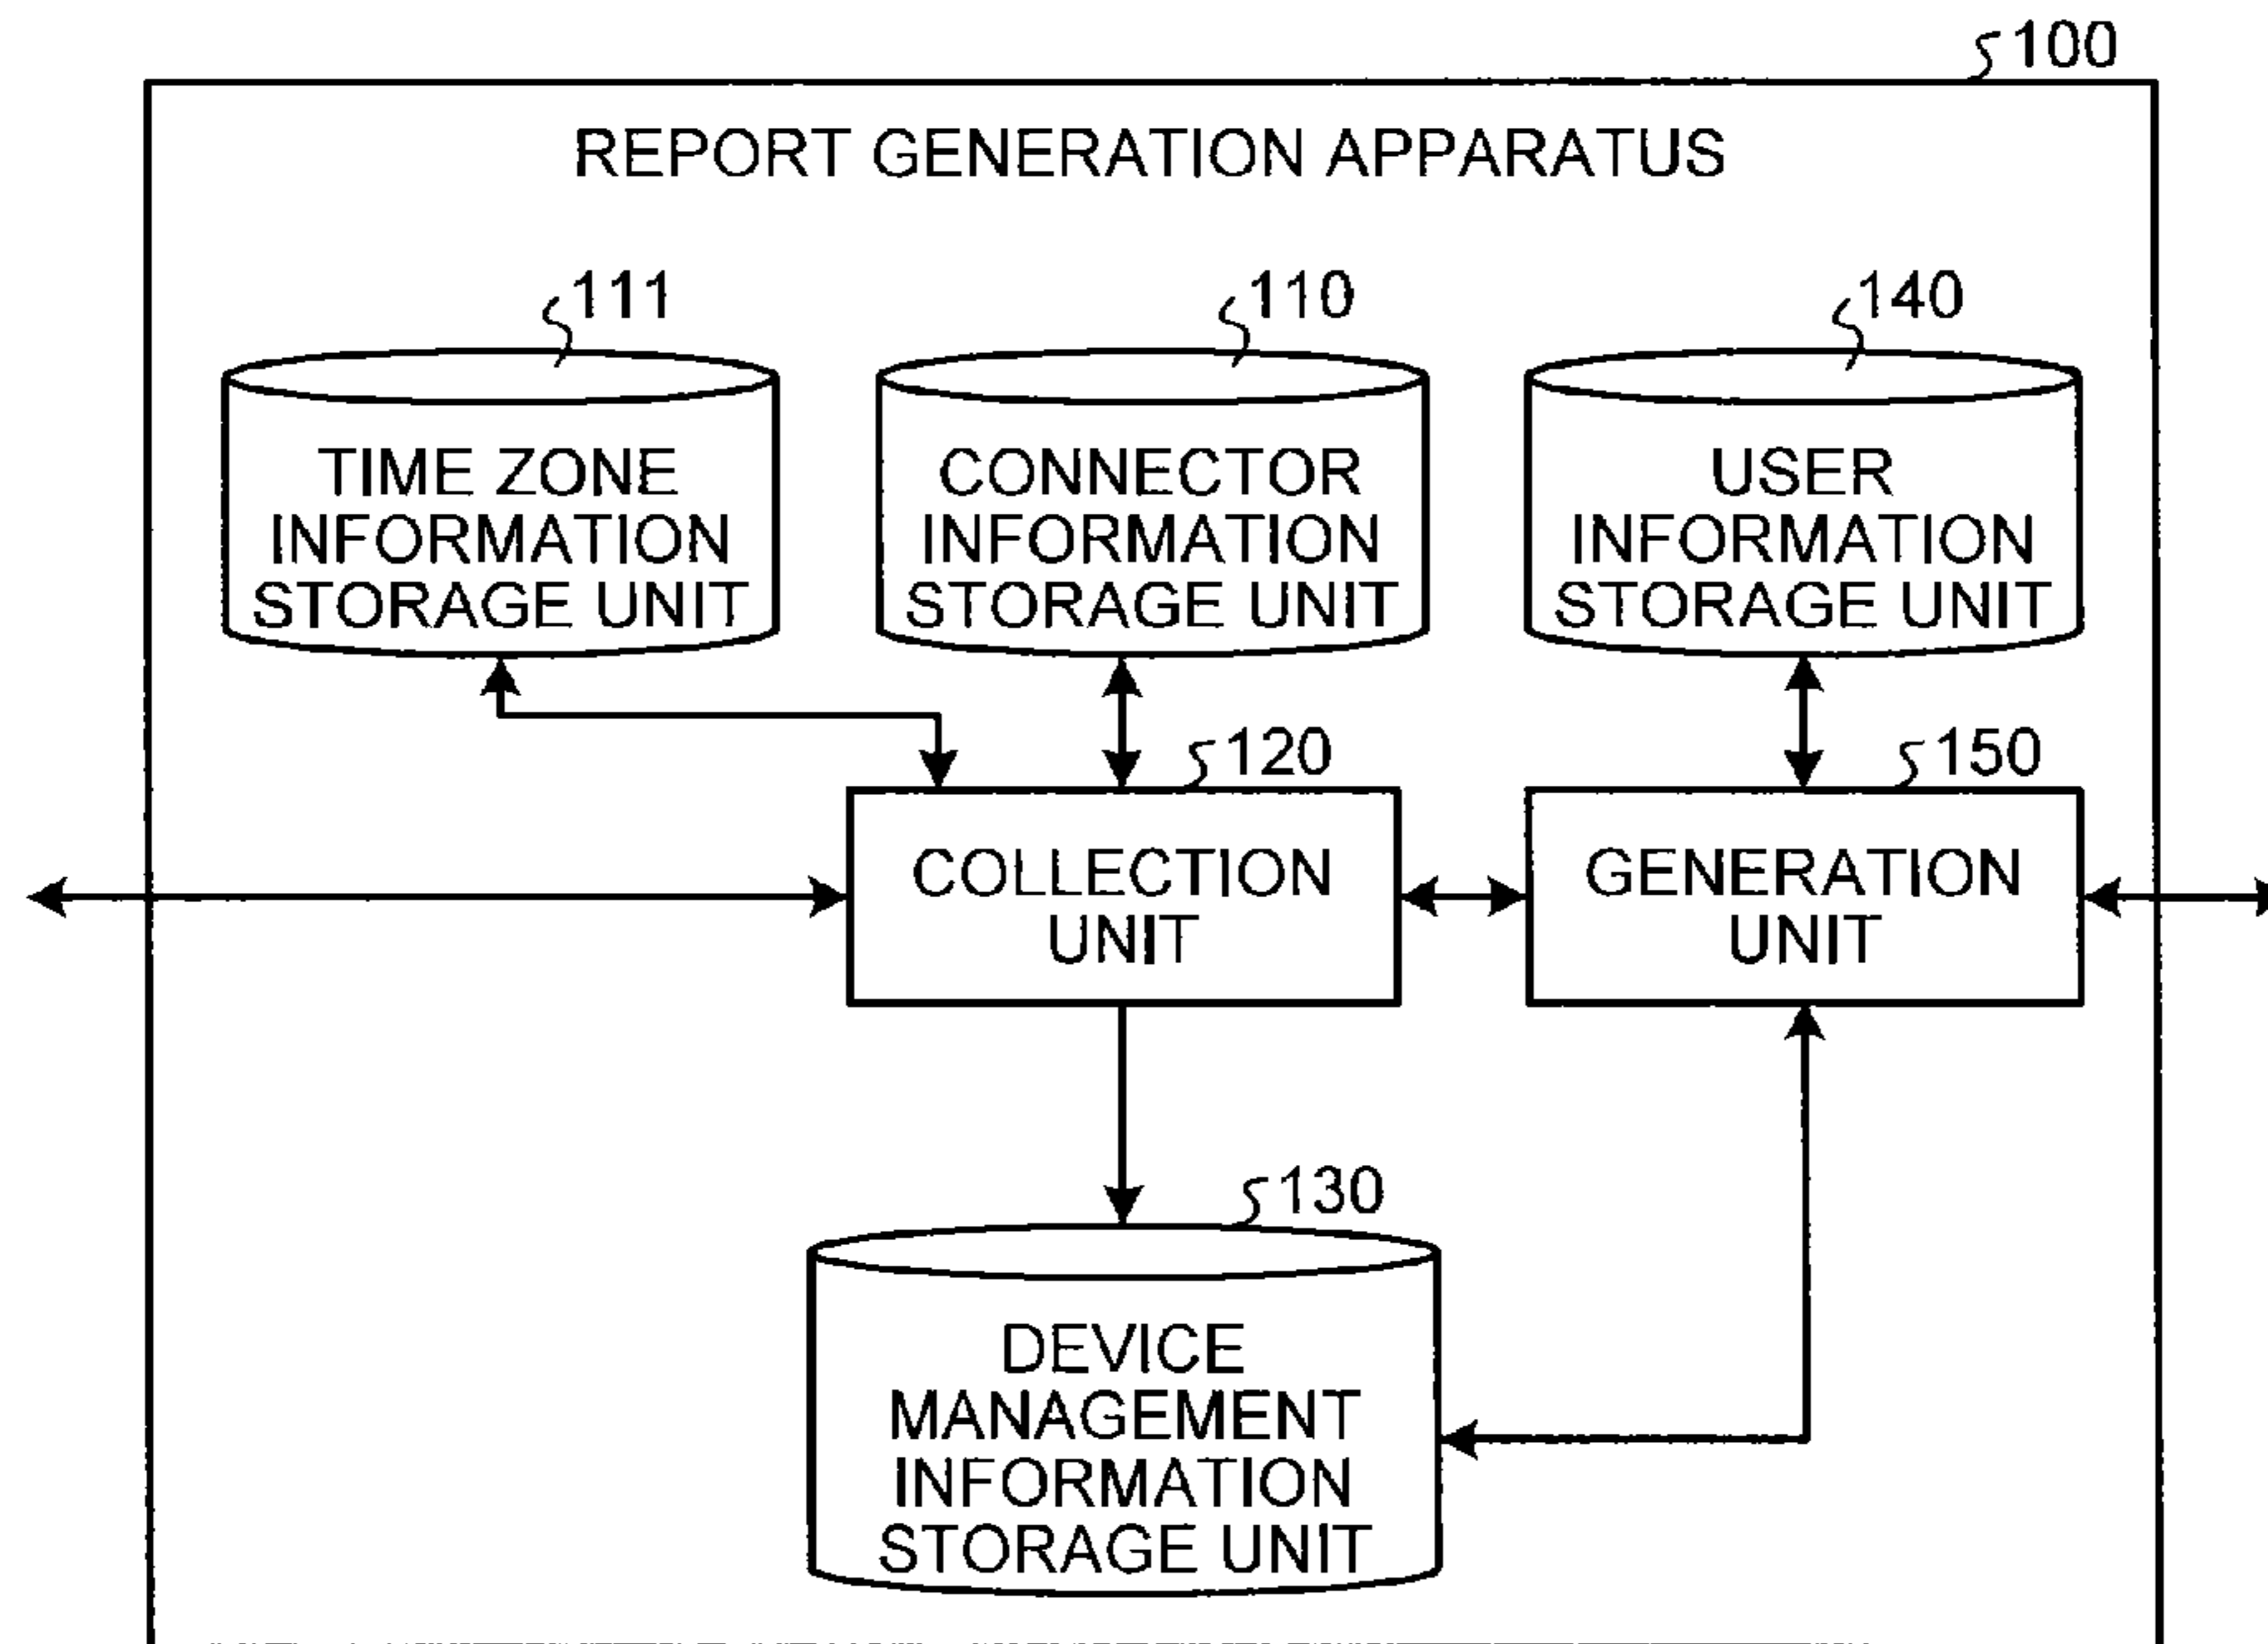 100
REPORT GENERATION APPARATUS
111
110
140
TIME ZONE
INFORMATION
STORAGE UNIT
CONNECTOR
INFORMATION
STORAGE UNIT
USER
INFORMATION
STORAGE UNIT
120
150
COLLECTION
UNIT
GENERATION
UNIT
130
DEVICE
MANAGEMENT
INFORMATION
STORAGE UNIT